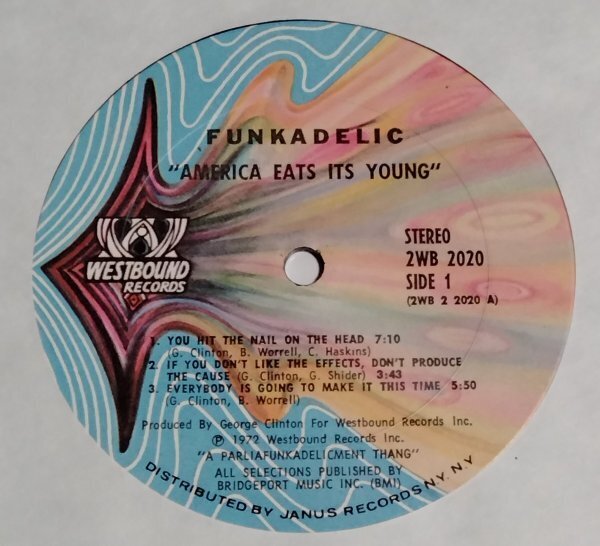 FUNKADELIC
"AMERICA EATS ITS YOUNG"
WESTBOUND
RECORDS
STEREO
2WB 2020
SIDE 1
(2WB 2 2020 A)
1. YOU HIT THE NAIL ON THE HEAD 7:10
(G. Clinton, B. Worrell, C. Haskins)
2. IF YOU DON'T LIKE THE EFFECTS, DON'T PRODUCE
THE CAUSE (G. Clinton, G. Shider) 3:43
3. EVERYBODY IS GOING TO MAKE IT THIS TIME 5:50
(G. Clinton, B. Worrell)
Produced By George Clinton For Westbound Records Inc.
℗ 1972 Westbound Records Inc.
"A PARLIAFUNKADELICMENT THANG"
ALL SELECTIONS PUBLISHED BY
BRIDGEPORT MUSIC INC. (BMI)
DISTRIBUTED BY JANUS RECORDS N.Y. N.Y.